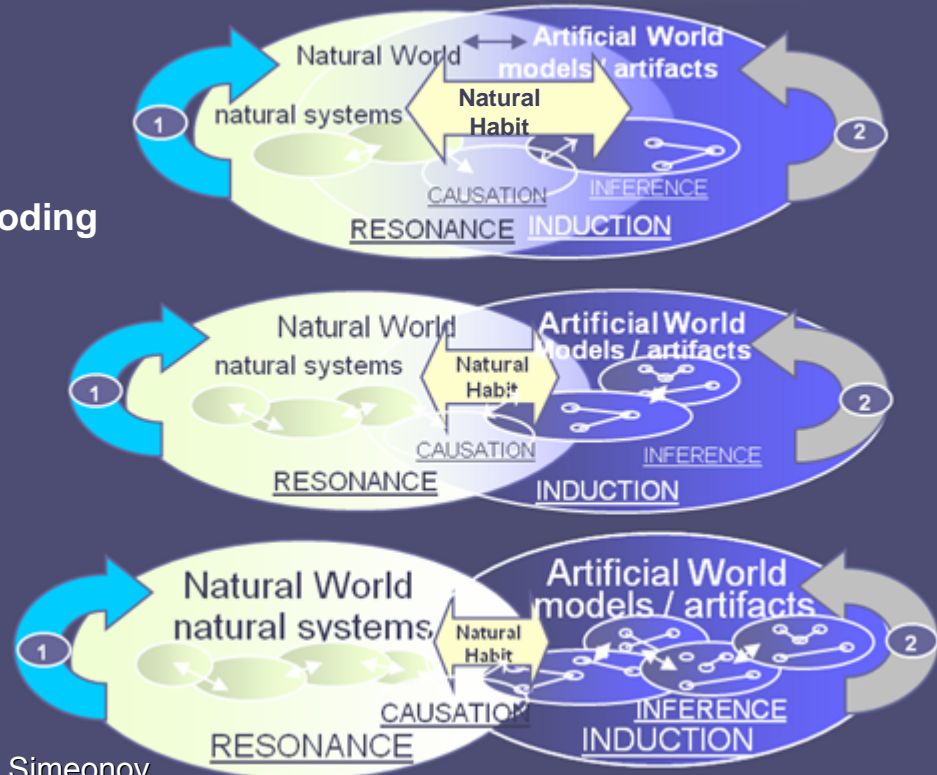 Natural World
Artificial World
models / artifacts
natural systems
Natural
Habit
1
2
CAUSATION
INFERENCE
RESONANCE
INDUCTION
oding
Natural World
Artificial World
Models / artifacts
natural systems
Natural
Habit
1
2
CAUSATION
INFERENCE
RESONANCE
INDUCTION
Natural World
Artificial World
natural systems
models / artifacts
Natural
Habit
1
2
CAUSATION
INFERENCE
RESONANCE
INDUCTION
Simeonov